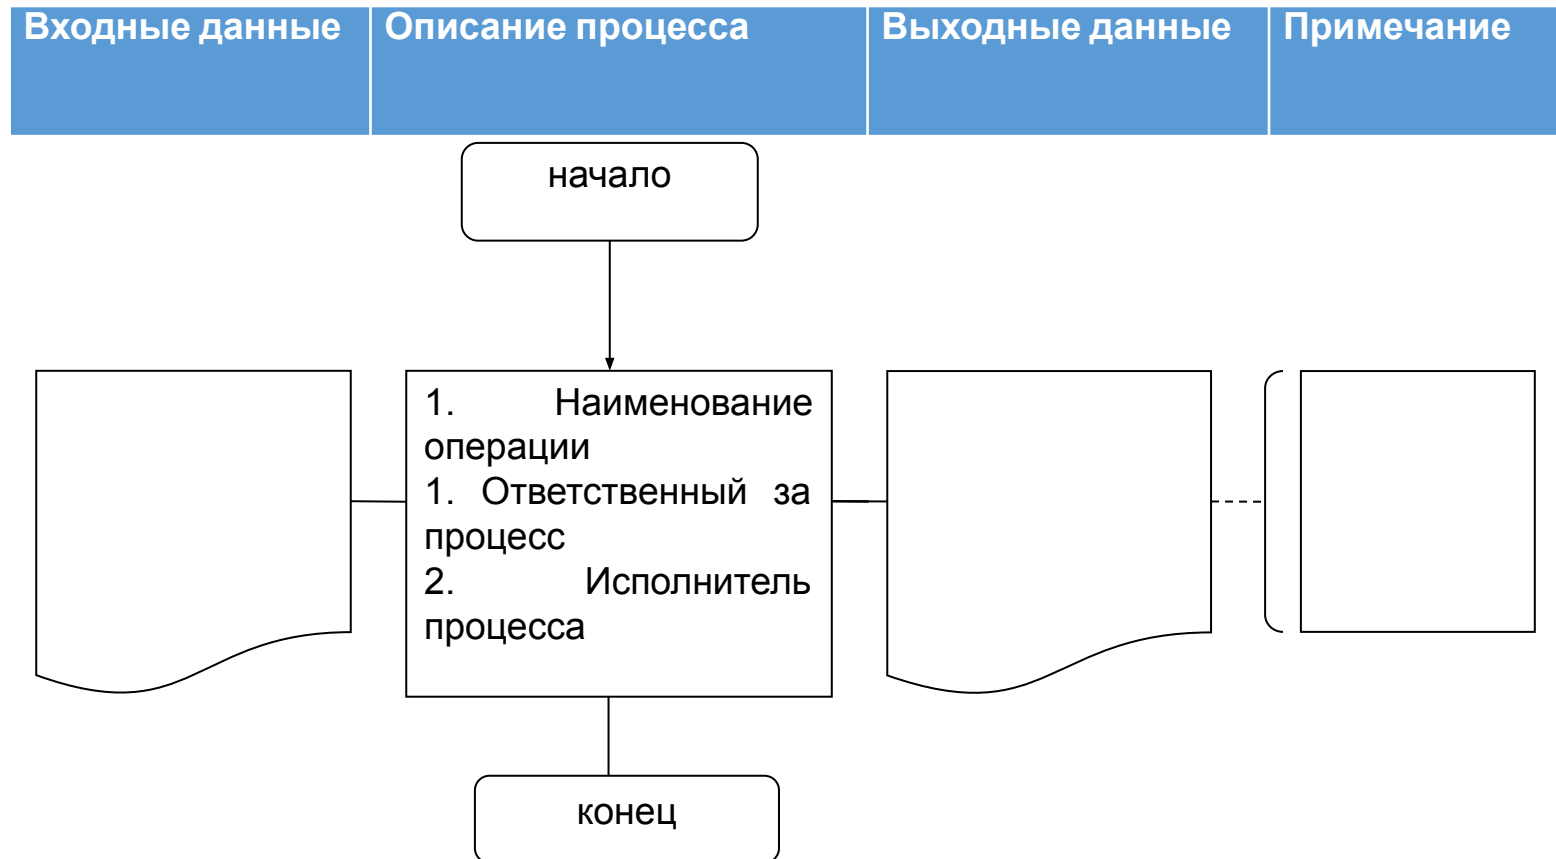 Входные данные
Описание процесса
Выходные данные
Примечание
начало
1. Наименование
операции
1. Ответственный за
процесс
2. Исполнитель
процесса
конец